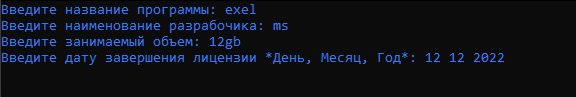 Введите название программы: exel
Введите наименование разрабочика: ms
Введите занимаемый объем: 12gb
Введите дату завершения лицензии *День, Месяц, Год*: 12 12 2022